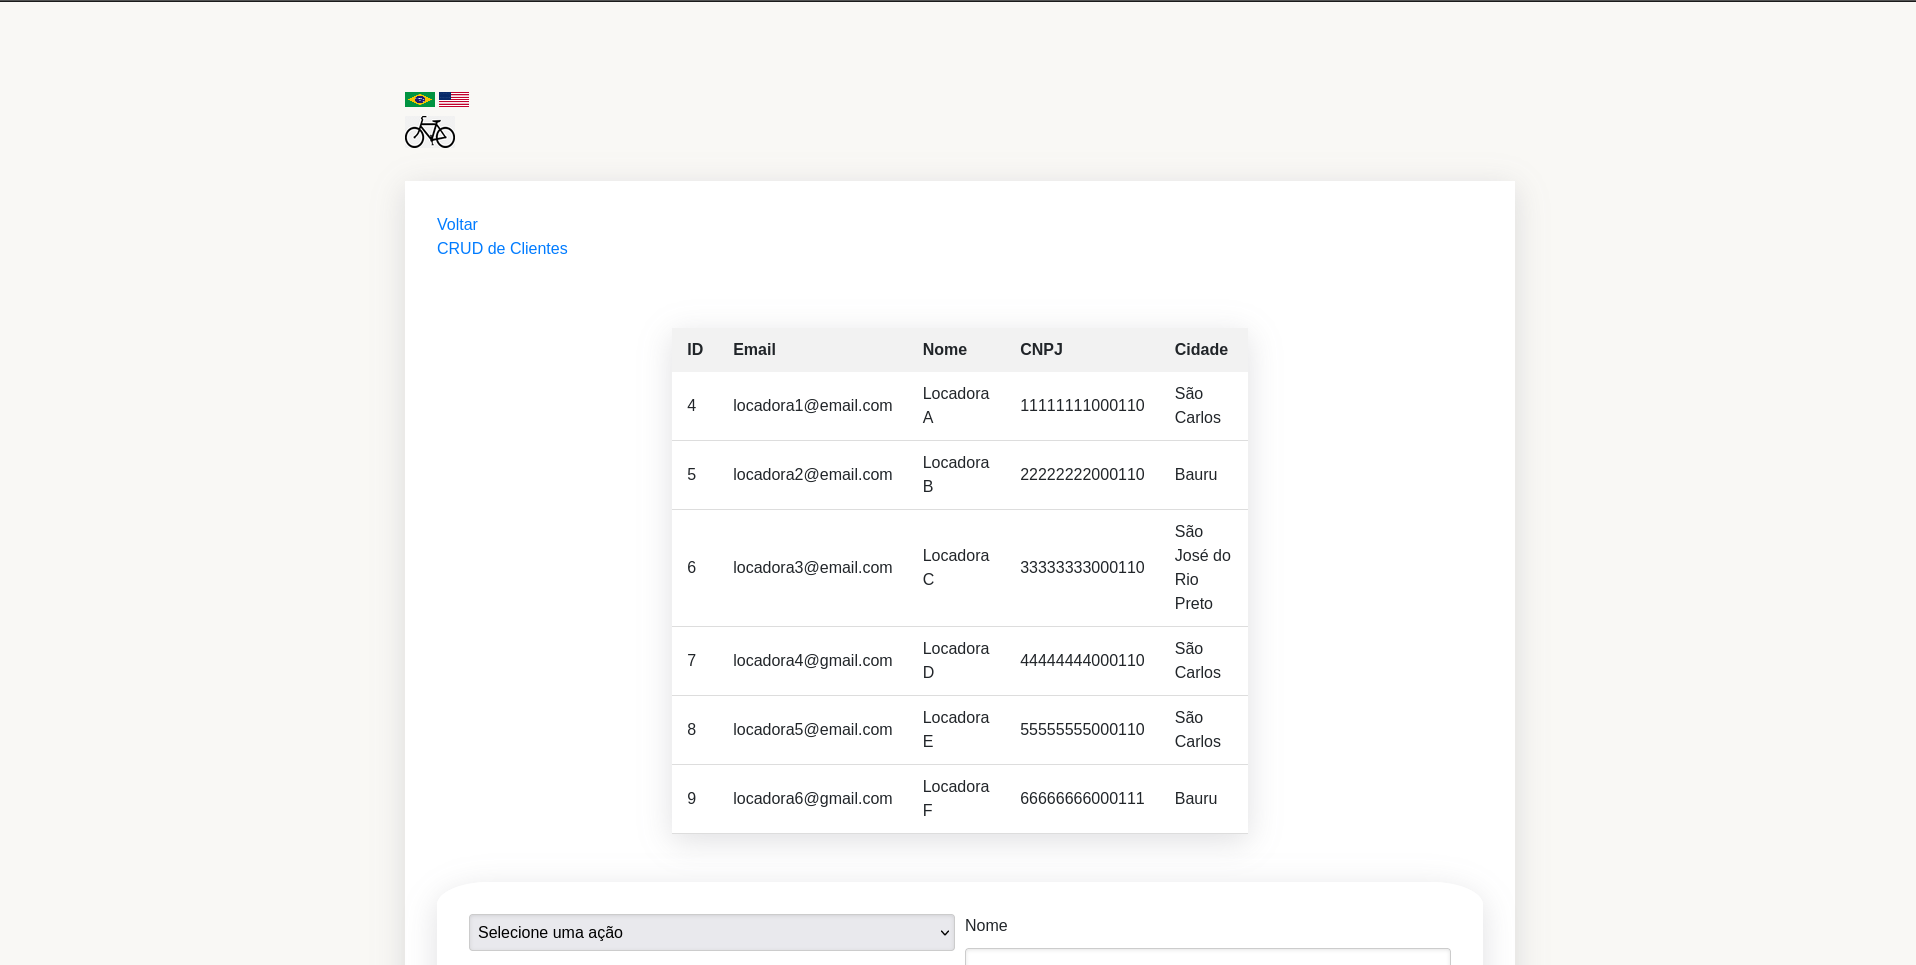 Voltar
CRUD de Clientes
ID Email Nome CNPJ Cidade
4 locadora1@email.com Locadora A 11111111000110 São Carlos
5 locadora2@email.com Locadora B 22222222000110 Bauru
6 locadora3@email.com Locadora C 33333333000110 São José do Rio Preto
7 locadora4@gmail.com Locadora D 44444444000110 São Carlos
8 locadora5@email.com Locadora E 55555555000110 São Carlos
9 locadora6@gmail.com Locadora F 66666666000111 Bauru
Selecione uma ação
Nome